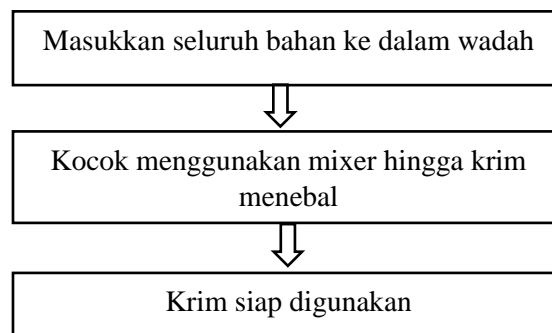 Masukkan seluruh bahan ke dalam wadah
Kocok menggunakan mixer hingga krim
menebal
Krim siap digunakan